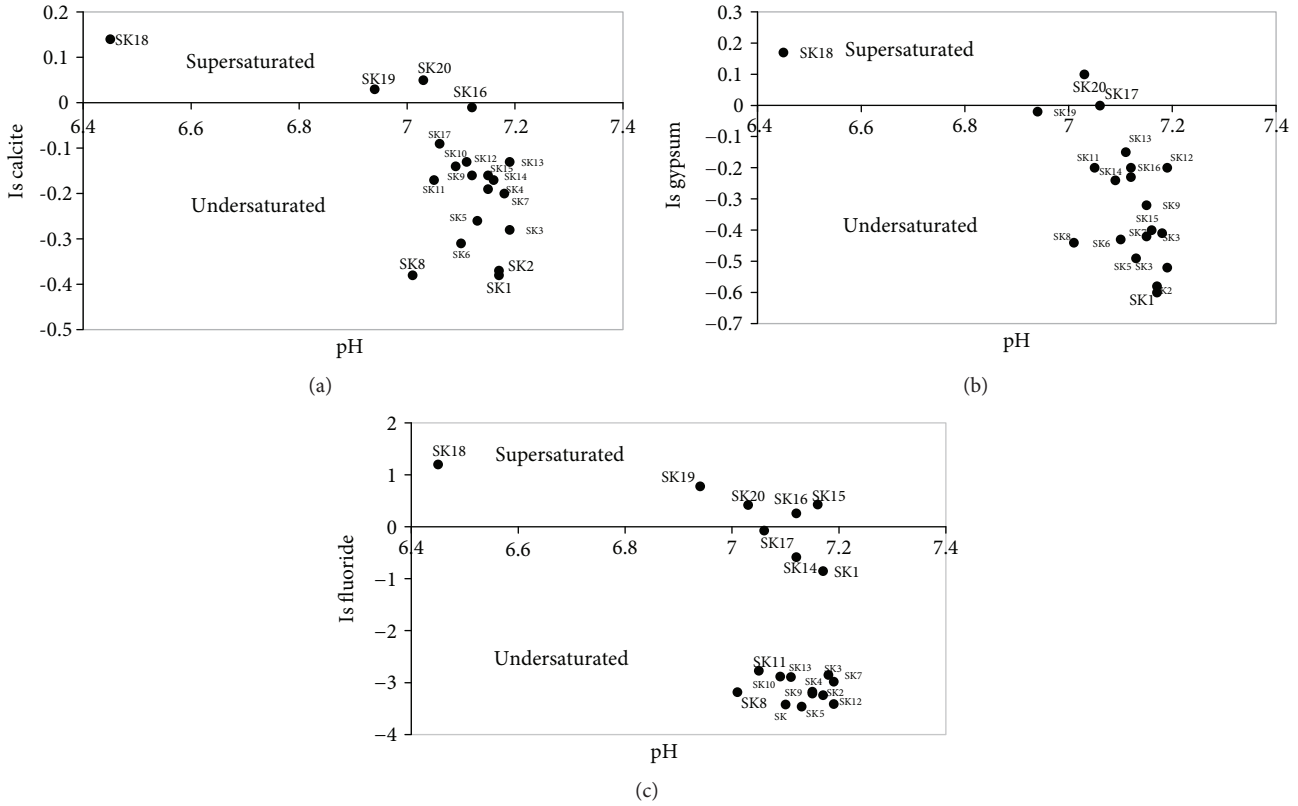 0.2
0.1
0
-0.1
-0.2
-0.3
-0.4
-0.5
Is calcite
6.4
6.6
6.8
7
7.2
7.4
pH
Supersaturated
Undersaturated
SK18
SK19
SK20
SK16
SK17
SK10
SK12
SK13
SK15
SK9
SK14
SK11
SK4
SK7
SK5
SK3
SK6
SK8
SK2
SK1
(a)
0.3
0.2
0.1
0
−0.1
−0.2
−0.3
−0.4
−0.5
−0.6
−0.7
Is gypsum
6.4
6.6
6.8
7
7.2
7.4
pH
Supersaturated
Undersaturated
SK18
SK20
SK17
SK19
SK13
SK11
SK16
SK12
SK14
SK9
SK15
SK7
SK3
SK8
SK6
SK5
SK3
SK2
SK1
(b)
2
1
0
−1
−2
−3
−4
Is fluoride
6.4
6.6
6.8
7
7.2
7.4
pH
Supersaturated
Undersaturated
SK18
SK19
SK20
SK16
SK15
SK17
SK14
SK1
SK11
SK13
SK3
SK7
SK10
SK4
SK9
SK2
SK8
SK12
SK
SK5
(c)